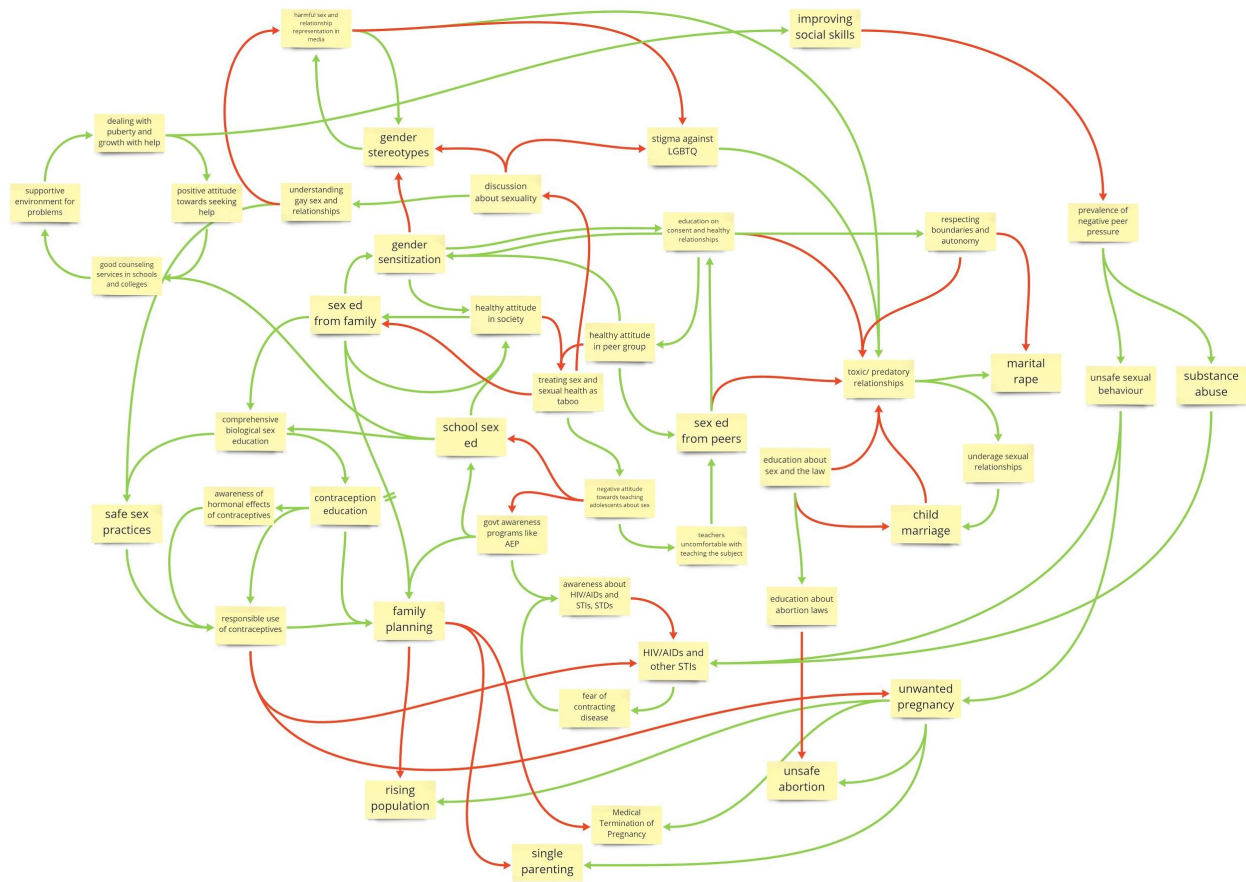 harmful sex and
relationship
representation in
media
improving
social skills
dealing with
puberty and
growth with help
gender
stereotypes
stigma against
LGBTQ
supportive
environment for
problems
positive attitude
towards seeking
help
understanding
gay sex and
relationships
discussion
about sexuality
education on
consent and healthy
relationships
respecting
boundaries and
autonomy
prevalence of
negative peer
pressure
good counseling
services in schools
and colleges
gender
sensitization
sex ed
from family
healthy attitude
in society
healthy attitude
in peer group
treating sex and
sexual health as
taboo
toxic/ predatory
relationships
marital
rape
unsafe sexual
behaviour
substance
abuse
comprehensive
biological sex
education
school sex
ed
sex ed
from peers
education about
sex and the law
underage sexual
relationships
safe sex
practices
awareness of
hormonal effects
of contraceptives
contraception
education
negative attitude
towards teaching
adolescents about sex
govt awareness
programs like
AEP
teachers
uncomfortable with
teaching the subject
child
marriage
responsible use
of contraceptives
family
planning
awareness about
HIV/AIDs and
STIs, STDs
education about
abortion laws
HIV/AIDs and
other STIs
fear of
contracting
disease
unwanted
pregnancy
rising
population
unsafe
abortion
Medical
Termination of
Pregnancy
single
parenting